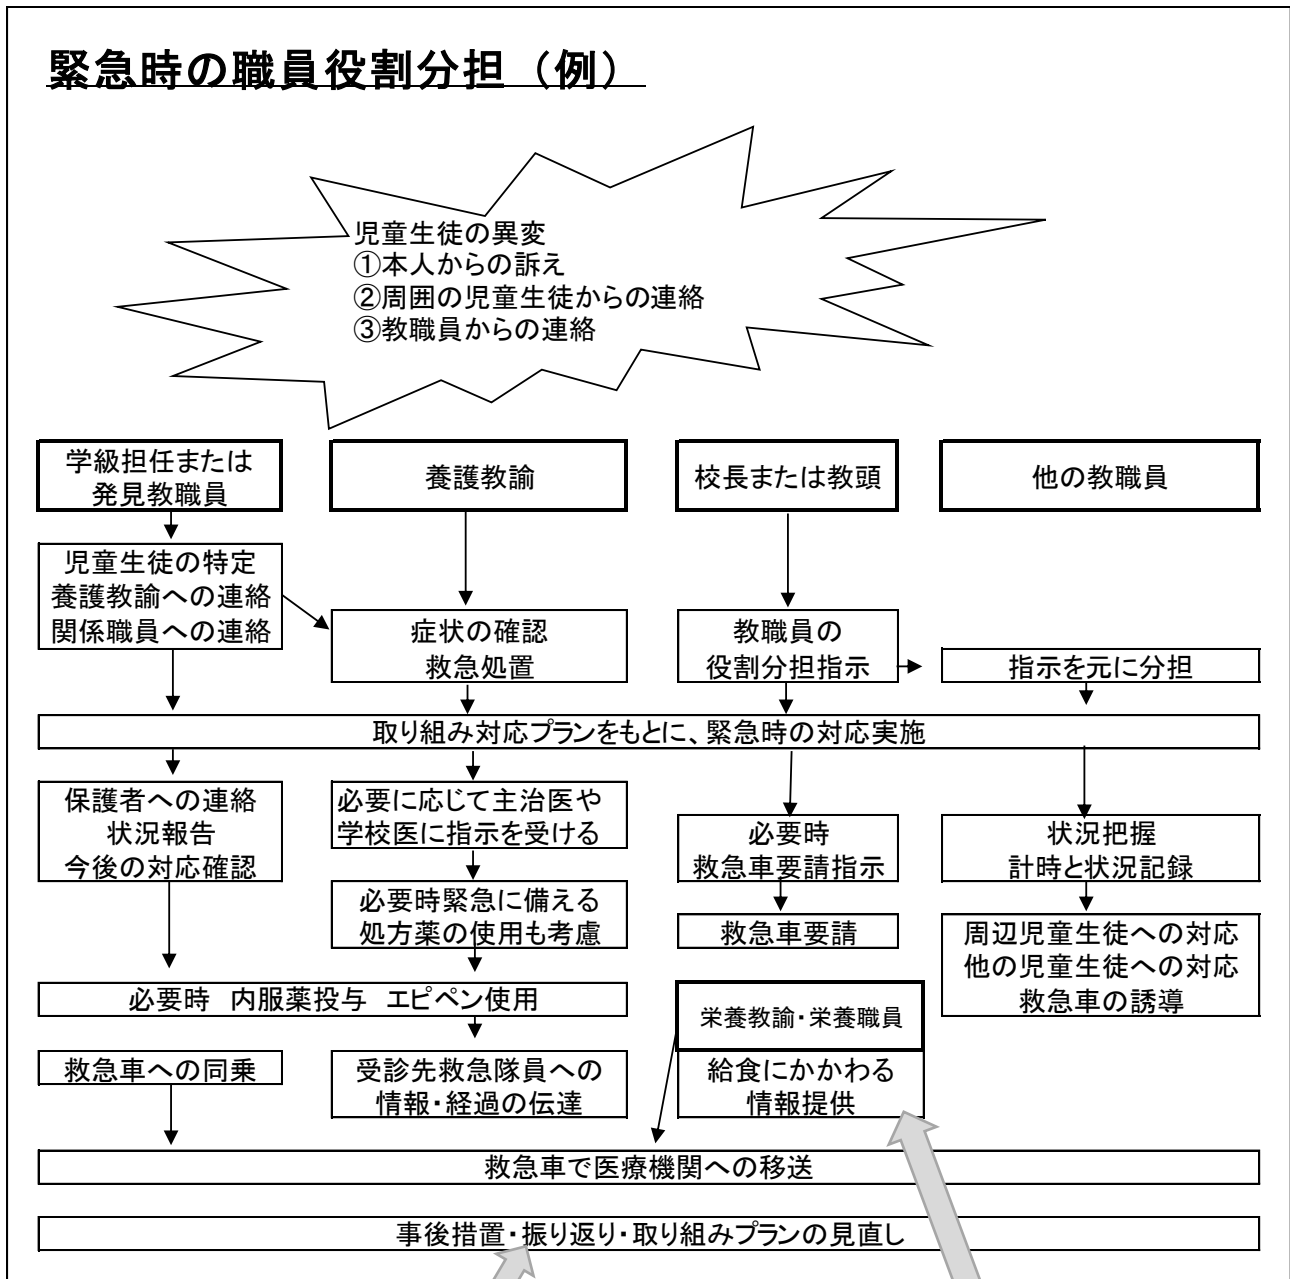 緊急時の職員役割分担（例）
児童生徒の異変
①本人からの訴え
②周囲の児童生徒からの連絡
③教職員からの連絡
学級担任または
発見教職員
養護教諭
校長または教頭
他の教職員
児童生徒の特定
養護教諭への連絡
関係職員への連絡
症状の確認
救急処置
教職員の
役割分担指示
指示を元に分担
取り組み対応プランをもとに、緊急時の対応実施
保護者への連絡
状況報告
今後の対応確認
必要に応じて主治医や
学校医に指示を受ける
必要時
救急車要請指示
状況把握
計時と状況記録
必要時緊急に備える
処方薬の使用も考慮
救急車要請
周辺児童生徒への対応
他の児童生徒への対応
救急車の誘導
必要時　内服薬投与　エピペン使用
栄養教諭・栄養職員
救急車への同乗
受診先救急隊員への
情報・経過の伝達
給食にかかわる
情報提供
救急車で医療機関への移送
事後措置・振り返り・取り組みプランの見直し